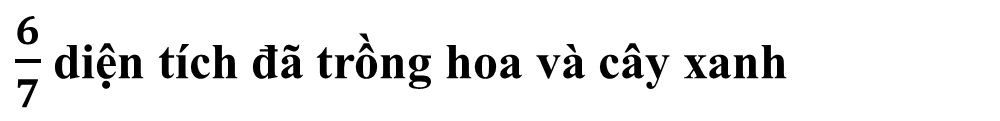 6/7 diện tích đã trồng hoa và cây xanh